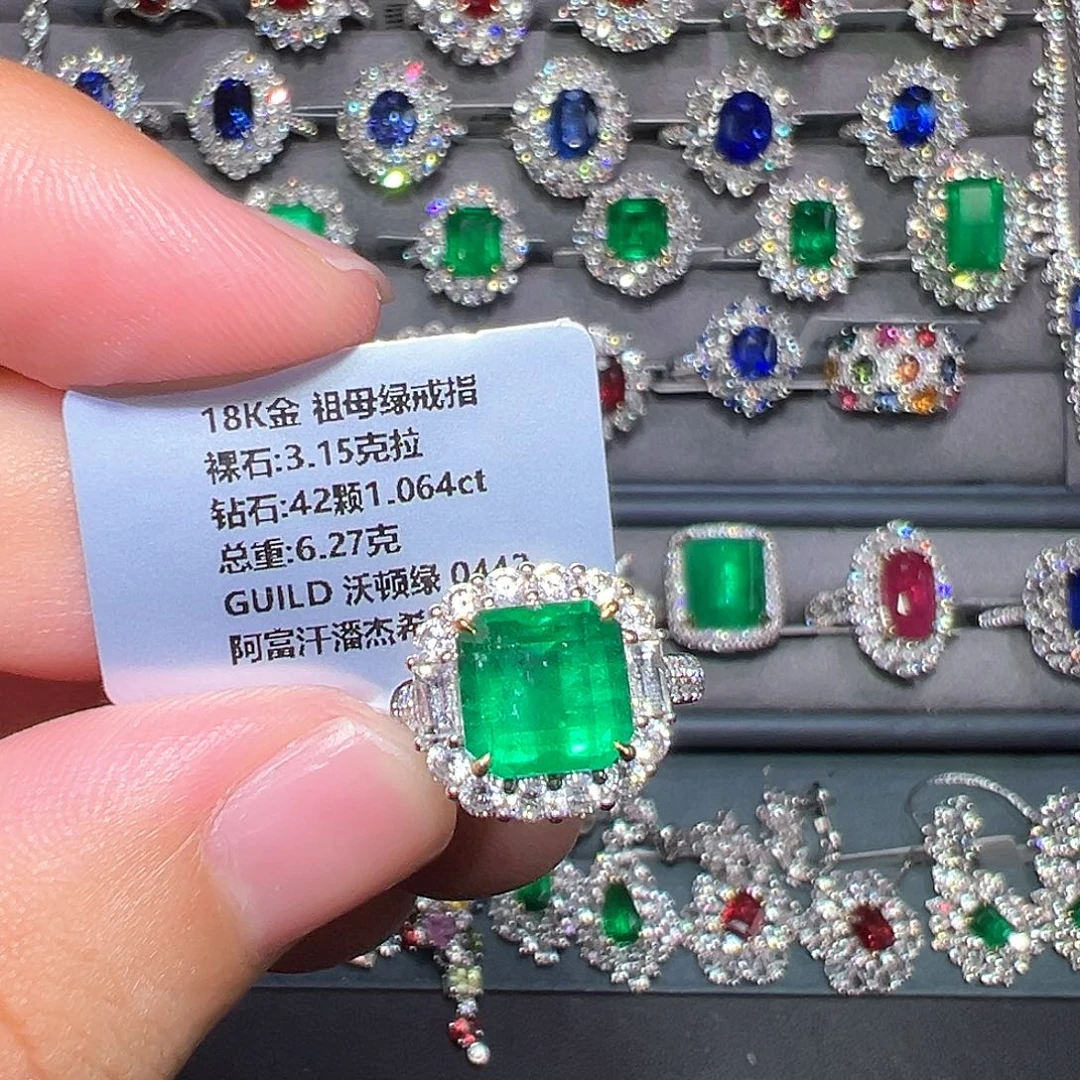 18K金 祖母绿戒指
裸石:3.15克拉
钻石:42颗1.064ct
总重:6.27克
GUILD 沃顿绿
阿富汗潘杰希